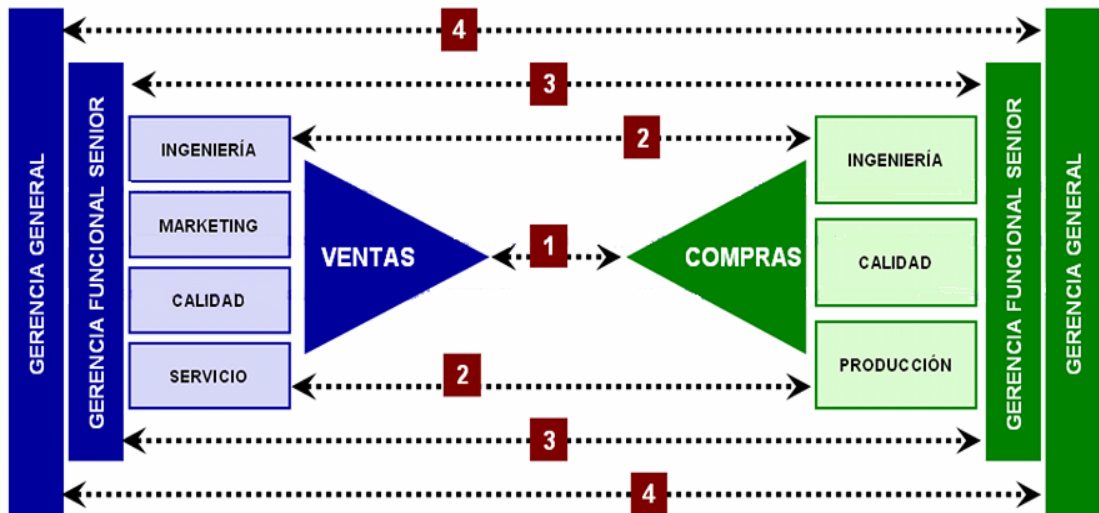 4
3
2
GERENCIA GENERAL
GERENCIA FUNCIONAL SENIOR
INGENIERÍA
MARKETING
CALIDAD
SERVICIO
VENTAS
1
COMPRAS
INGENIERÍA
CALIDAD
PRODUCCIÓN
GERENCIA FUNCIONAL SENIOR
GERENCIA GENERAL
2
3
4